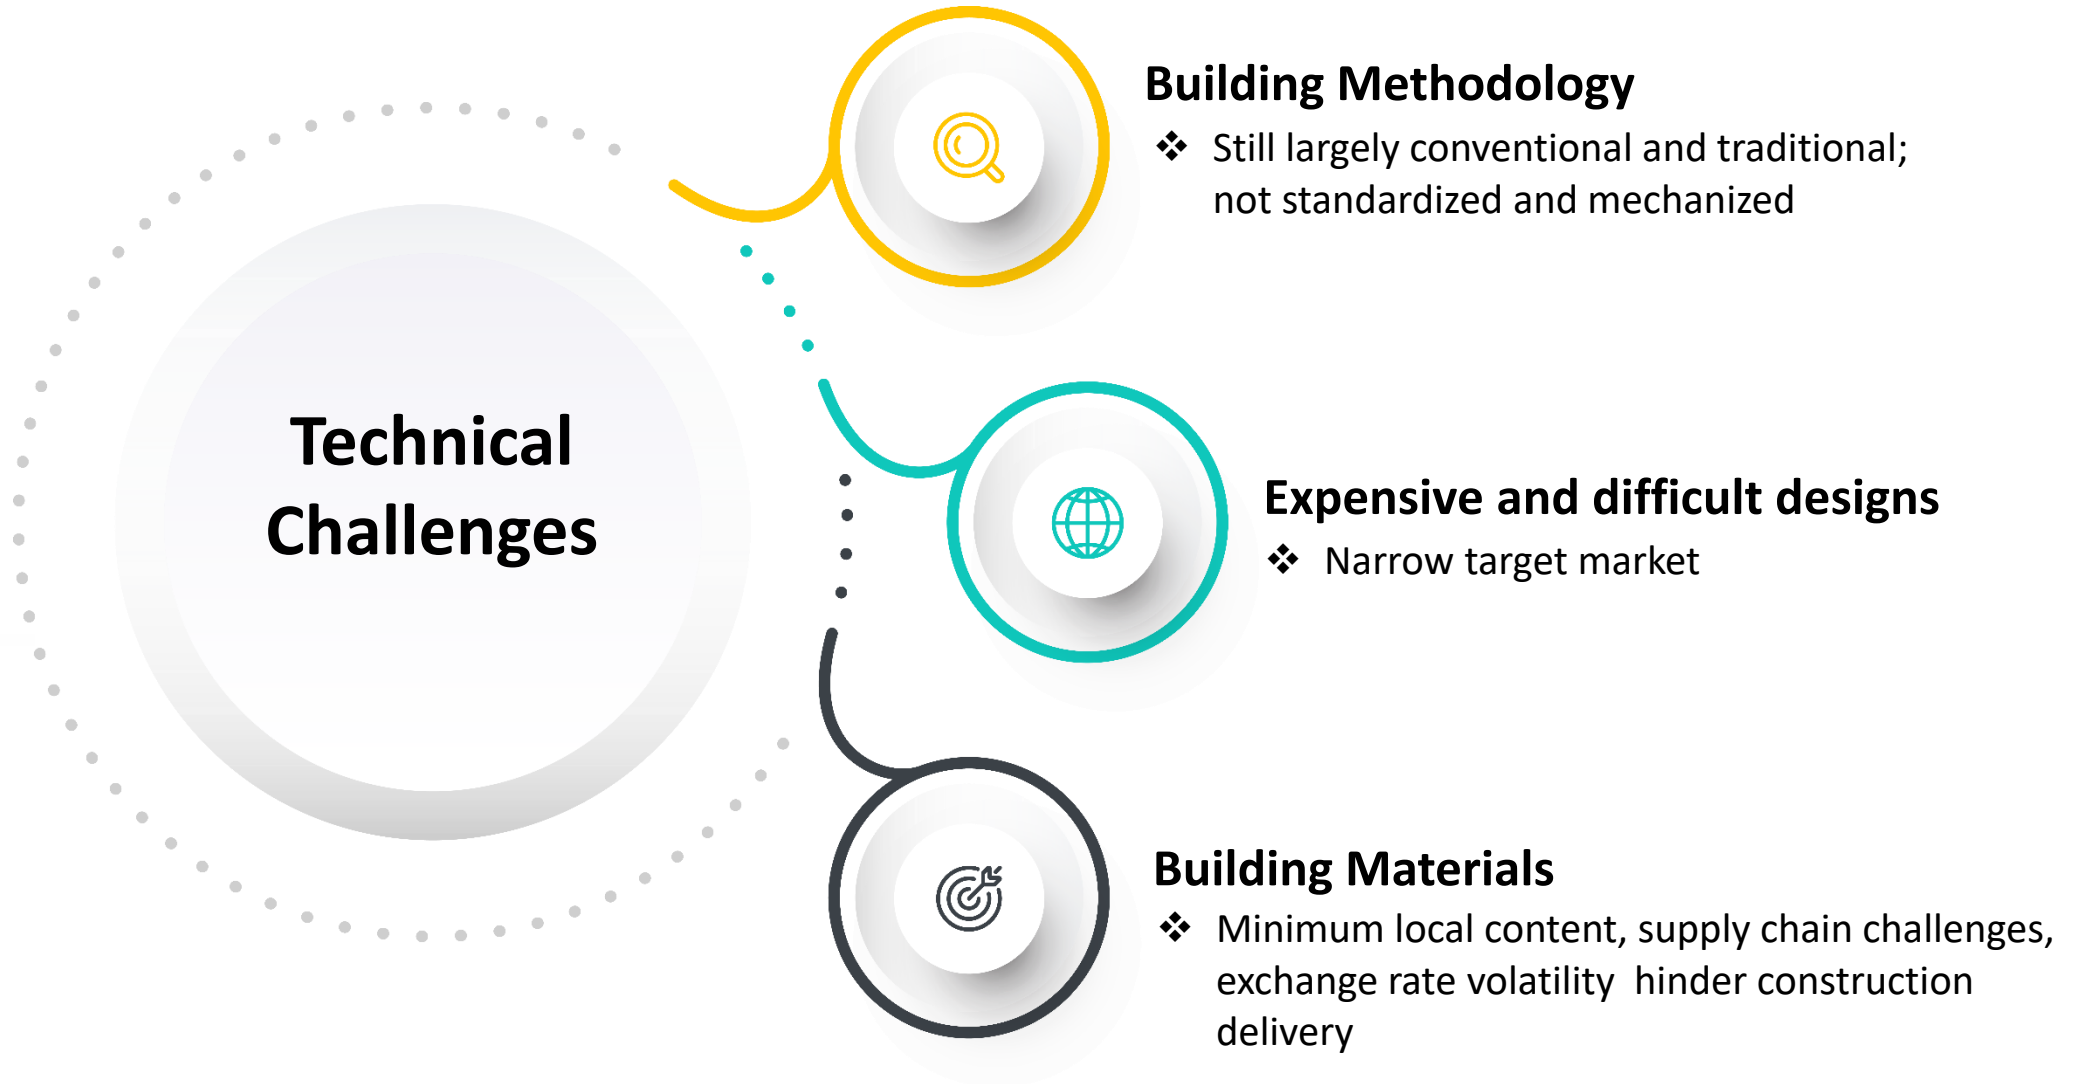 Technical
Challenges
Building Methodology
❖ Still largely conventional and traditional;
not standardized and mechanized
Expensive and difficult designs
❖ Narrow target market
Building Materials
❖ Minimum local content, supply chain challenges,
exchange rate volatility  hinder construction
delivery